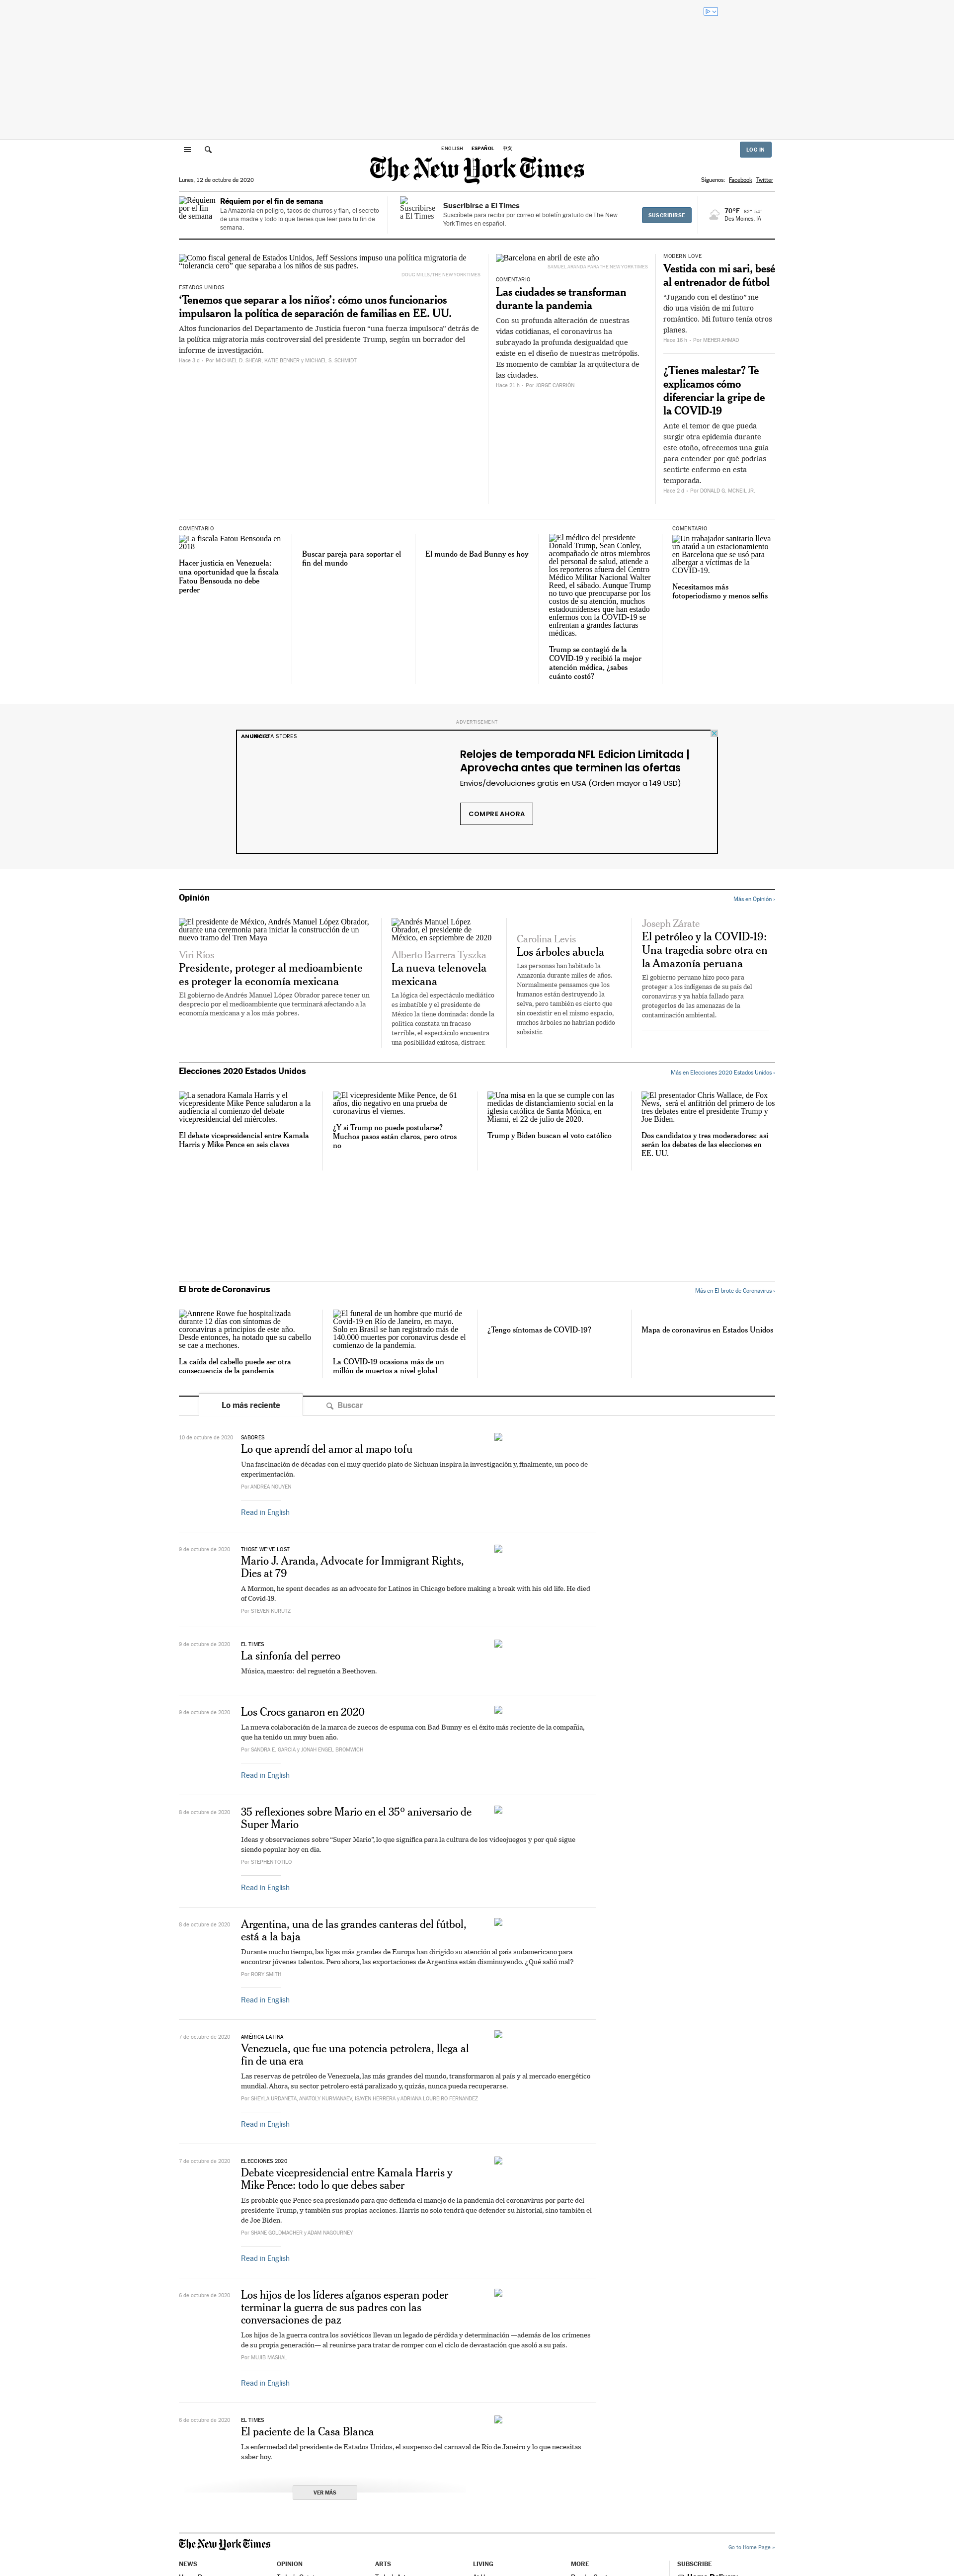 ENGLISH ESPAÑOL 中文
LOG IN
The New York Times
Lunes, 12 de octubre de 2020
Síguenos: Facebook Twitter
Réquiem por el fin de semana
Réquiem por el fin de semana
La Amazonía en peligro, tacos de churros y flan, el secreto
de una madre y todo lo que tienes que leer para tu fin de
semana.
Suscribirse a El Times
Suscribirse a El Times
Suscríbete para recibir por correo el boletín gratuito de The New
York Times en español.
SUSCRIBIRSE
70°F 82° 54°
Des Moines, IA
Como fiscal general de Estados Unidos, Jeff Sessions impuso una política migratoria de
“tolerancia cero” que separaba a los niños de sus padres.
DOUG MILLS/THE NEW YORK TIMES
ESTADOS UNIDOS
‘Tenemos que separar a los niños’: cómo unos funcionarios
impulsaron la política de separación de familias en EE. UU.
Altos funcionarios del Departamento de Justicia fueron “una fuerza impulsora” detrás de
la política migratoria más controversial del presidente Trump, según un borrador del
informe de investigación.
Hace 3 d - Por MICHAEL D. SHEAR, KATIE BENNER y MICHAEL S. SCHMIDT
Barcelona en abril de este año
SAMUEL ARANDA PARA THE NEW YORK TIMES
COMENTARIO
Las ciudades se transforman
durante la pandemia
Con su profunda alteración de nuestras
vidas cotidianas, el coronavirus ha
subrayado la profunda desigualdad que
existe en el diseño de nuestras metrópolis.
Es momento de cambiar la arquitectura de
las ciudades.
Hace 21 h - Por JORGE CARRIÓN
MODERN LOVE
Vestida con mi sari, besé
al entrenador de fútbol
“Jugando con el destino” me
dio una visión de mi futuro
romántico. Mi futuro tenía otros
planes.
Hace 18 h - Por MEHER AHMAD
¿Tienes malestar? Te
explicamos cómo
diferenciar la gripe de
la COVID-19
Ante el temor de que pueda
surgir otra epidemia durante
este otoño, ofrecemos una guía
para entender por qué podrías
sentirte enfermo en esta
temporada.
Hace 2 d - Por DONALD G. MCNEIL JR.
COMENTARIO
La fiscala Fatou Bensouda en
2018
Hacer justicia en Venezuela:
una oportunidad que la fiscala
Fatou Bensouda no debe
perder
Buscar pareja para soportar el
fin del mundo
El mundo de Bad Bunny es hoy
El médico del presidente
Donald Trump, Sean Conley,
acompañado de otros miembros
del personal de salud, atiende a
los reporteros afuera del Centro
Médico Militar Nacional Walter
Reed, el sábado. Aunque Trump
no tuvo que preocuparse por los
costos de su atención, muchos
estadounidenses que han estado
enfermos con la COVID-19 se
enfrentan a grandes facturas
médicas.
Trump se contagió de la
COVID-19 y recibió la mejor
atención médica, ¿sabes
cuánto costó?
COMENTARIO
Un trabajador sanitario lleva
un ataúd a un estacionamiento
en Barcelona que se usó para
albergar a víctimas de la
COVID-19.
Necesitamos más
fotoperiodismo y menos selfis
ADVERTISEMENT
ANUNCIO
STORES
Relojes de temporada NFL Edicion Limitada |
Aprovecha antes que terminen las ofertas
Envios/devoluciones gratis en USA (Orden mayor a 149 USD)
COMPRE AHORA
Opinión
Más en Opinión ›
El presidente de México, Andrés Manuel López Obrador,
durante una ceremonia para iniciar la construcción de un
nuevo tramo del Tren Maya
Viri Ríos
Presidente, proteger al medioambiente
es proteger la economía mexicana
El gobierno de Andrés Manuel López Obrador parece tener un
desprecio por el medioambiente que terminará afectando a la
economía mexicana y a los más pobres.
Andrés Manuel López
Obrador, el presidente de
México, en septiembre de 2020
Alberto Barrera Tyszka
La nueva telenovela
mexicana
La lógica del espectáculo mediático
es imbatible y el presidente de
México la tiene dominada: donde la
política constata un fracaso
terrible, el espectáculo encuentra
una posibilidad exitosa, distraer.
Carolina Levis
Los árboles abuela
Las personas han habitado la
Amazonía durante miles de años.
Normalmente pensamos que los
humanos están destruyendo la
selva, pero también es cierto que
sin coexistir en el mismo espacio,
muchos árboles no habrían podido
subsistir.
Joseph Zárate
El petróleo y la COVID-19:
Una tragedia sobre otra en
la Amazonía peruana
El gobierno peruano hizo poco para
proteger a los indígenas de su país del
coronavirus y ya había fallado para
protegerlos de las amenazas de la
contaminación ambiental.
Elecciones 2020 Estados Unidos
Más en Elecciones 2020 Estados Unidos ›
La senadora Kamala Harris y el
vicepresidente Mike Pence saludaron a la
audiencia al comienzo del debate
vicepresidencial del miércoles.
El debate vicepresidencial entre Kamala
Harris y Mike Pence en seis claves
El vicepresidente Mike Pence, de 61
años, dio negativo en una prueba de
coronavirus el viernes.
¿Y si Trump no puede postularse?
Muchos pasos están claros, pero otros
no
Una misa en la que se cumple con las
medidas de distanciamiento social en la
iglesia católica de Santa Mónica, en
Miami, el 22 de julio de 2020.
Trump y Biden buscan el voto católico
El presentador Chris Wallace, de Fox
News, será el anfitrión del primero de los
tres debates entre el presidente Trump y
Joe Biden.
Dos candidatos y tres moderadores: así
serán los debates de las elecciones en
EE. UU.
El brote de Coronavirus
Más en El brote de Coronavirus ›
Annrene Rowe fue hospitalizada
durante 12 días con síntomas de
coronavirus a principios de este año.
Desde entonces, ha notado que su cabello
se cae a mechones.
La caída del cabello puede ser otra
consecuencia de la pandemia
El funeral de un hombre que murió de
Covid-19 en Río de Janeiro, en mayo.
Solo en Brasil se han registrado más de
140.000 muertes por coronavirus desde el
comienzo de la pandemia.
La COVID-19 ocasiona más de un
millón de muertos a nivel global
¿Tengo síntomas de COVID-19?
Mapa de coronavirus en Estados Unidos
Lo más reciente
Buscar
10 de octubre de 2020
SABORES
Lo que aprendí del amor al mapo tofu
Una fascinación de décadas con el muy querido plato de Sichuan inspira la investigación y, finalmente, un poco de
experimentación.
Por ANDREA NGUYEN
Read in English
9 de octubre de 2020
THOSE WE’VE LOST
Mario J. Aranda, Advocate for Immigrant Rights,
Dies at 79
A Mormon, he spent decades as an advocate for Latinos in Chicago before making a break with his old life. He died
of Covid-19.
Por STEVEN KURUTZ
9 de octubre de 2020
EL TIMES
La sinfonía del perreo
Música, maestro: del reguetón a Beethoven.
9 de octubre de 2020
Los Crocs ganaron en 2020
La nueva colaboración de la marca de zuecos de espuma con Bad Bunny es el éxito más reciente de la compañía,
que ha tenido un muy buen año.
Por SANDRA E. GARCIA y JONAH ENGEL BROMWICH
Read in English
8 de octubre de 2020
35 reflexiones sobre Mario en el 35º aniversario de
Super Mario
Ideas y observaciones sobre “Super Mario”, lo que significa para la cultura de los videojuegos y por qué sigue
siendo popular hoy en día.
Por STEPHEN TOTILO
Read in English
8 de octubre de 2020
Argentina, una de las grandes canteras del fútbol,
está a la baja
Durante mucho tiempo, las ligas más grandes de Europa han dirigido su atención al país sudamericano para
encontrar jóvenes talentos. Pero ahora, las exportaciones de Argentina están disminuyendo. ¿Qué salió mal?
Por RORY SMITH
Read in English
7 de octubre de 2020
AMÉRICA LATINA
Venezuela, que fue una potencia petrolera, llega al
fin de una era
Las reservas de petróleo de Venezuela, las más grandes del mundo, transformaron al país y al mercado energético
mundial. Ahora, su sector petrolero está paralizado y, quizás, nunca pueda recuperarse.
Por SHEYLA URDANETA, ANATOLY KURMANAEV, ISAYEN HERRERA y ADRIANA LOUREIRO FERNANDEZ
Read in English
7 de octubre de 2020
ELECCIONES 2020
Debate vicepresidencial entre Kamala Harris y
Mike Pence: todo lo que debes saber
Es probable que Pence sea presionado para que defienda el manejo de la pandemia del coronavirus por parte del
presidente Trump, y también sus propias acciones. Harris no solo tendrá que defender su historial, sino también el
de Joe Biden.
Por SHANE GOLDMACHER y ADAM NAGOURNEY
Read in English
6 de octubre de 2020
Los hijos de los líderes afganos esperan poder
terminar la guerra de sus padres con las
conversaciones de paz
Los hijos de la guerra contra los soviéticos llevan un legado de pérdida y determinación —además de los crímenes
de su propia generación— al reunirse para tratar de romper con el ciclo de devastación que asoló a su país.
Por MUJIB MASHAL
Read in English
6 de octubre de 2020
EL TIMES
El paciente de la Casa Blanca
La enfermedad del presidente de Estados Unidos, el suspenso del carnaval de Río de Janeiro y lo que necesitas
saber hoy.
VER MÁS
The New York Times
Go to Home Page »
NEWS OPINION ARTS LIVING MORE SUBSCRIBE